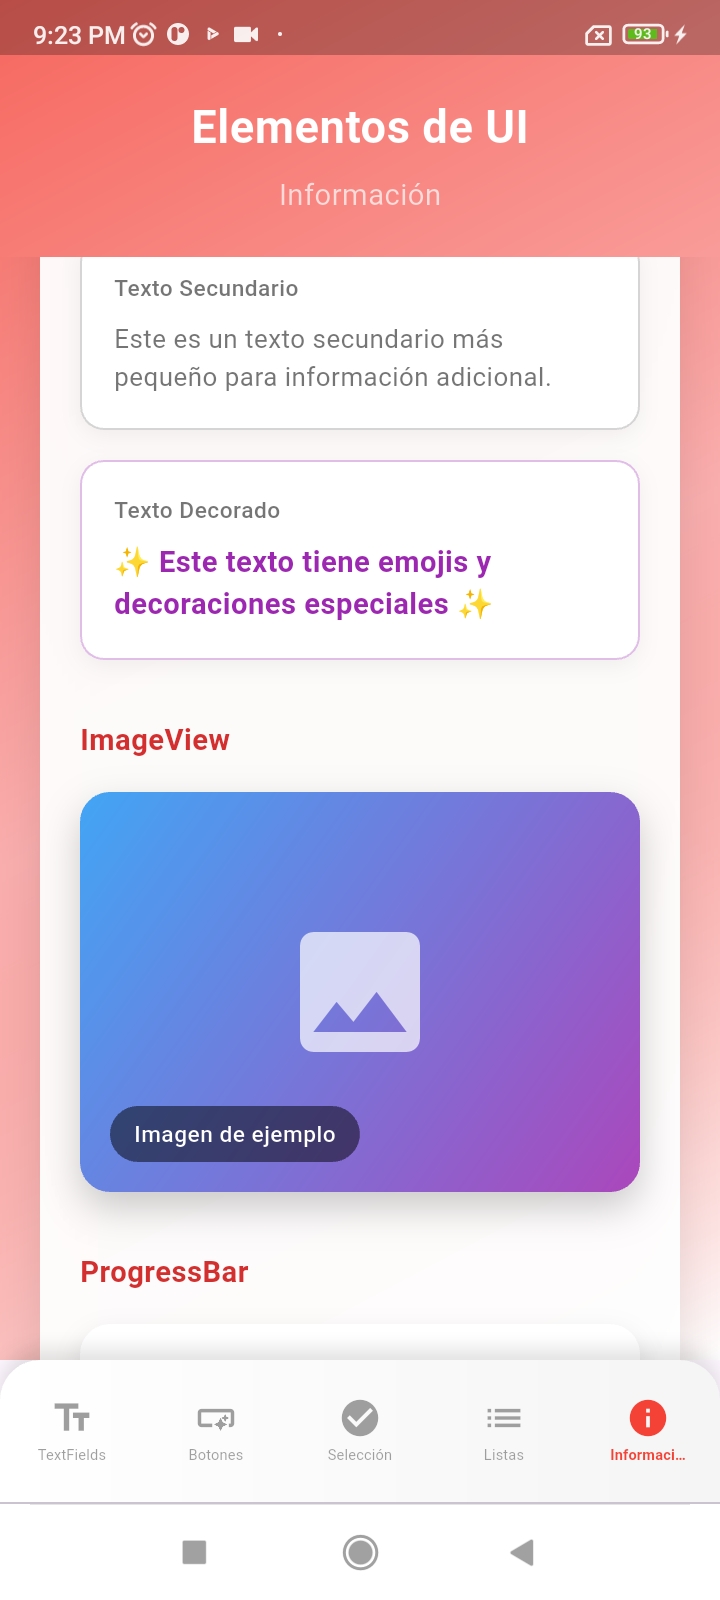 9:23 PM
93
Elementos de UI
Información
Texto Secundario
Este es un texto secundario más
pequeño para información adicional.
Texto Decorado
✨ Este texto tiene emojis y
decoraciones especiales ✨
ImageView
Imagen de ejemplo
ProgressBar
TextFields
Botones
Selección
Listas
Informaci...